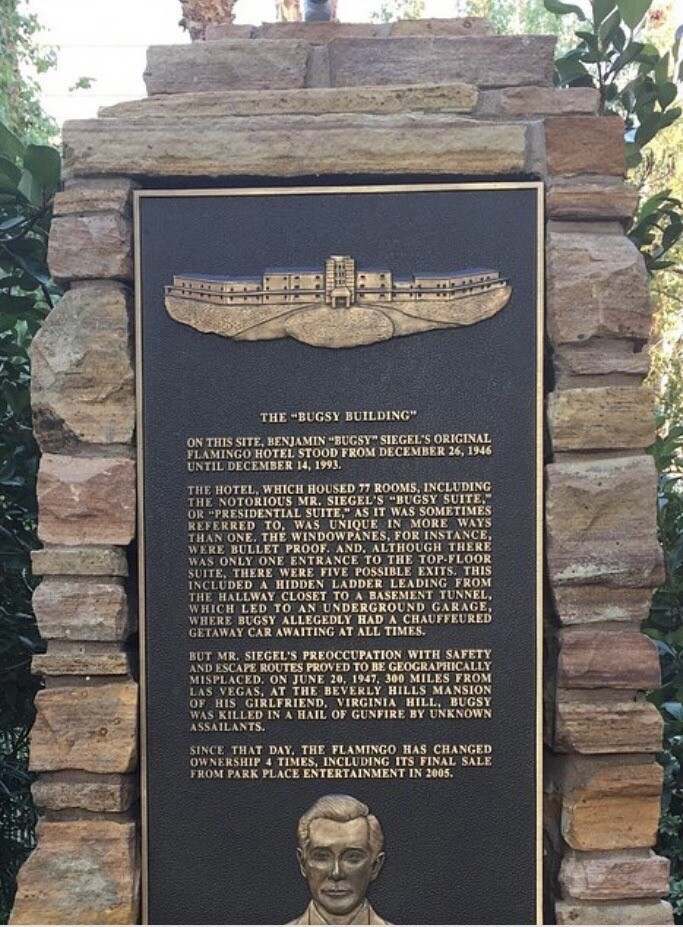 THE "BUGSY BUILDING"
ON THIS SITE, BENJAMIN "BUGSY" SIEGEL'S ORIGINAL
FLAMINGO HOTEL STOOD FROM DECEMBER 26, 1946
UNTIL DECEMBER 14, 1993.
THE HOTEL, WHICH HOUSED 77 ROOMS, INCLUDING
THE NOTORIOUS MR. SIEGEL'S "BUGSY SUITE,"
OR "PRESIDENTIAL SUITE," AS IT WAS SOMETIMES
REFERRED TO, WAS UNIQUE IN MORE WAYS
THAN ONE. THE WINDOWPANES, FOR INSTANCE,
WERE BULLET PROOF. AND, ALTHOUGH THERE
WAS ONLY ONE ENTRANCE TO THE TOP-FLOOR
SUITE, THERE WERE FIVE POSSIBLE EXITS. THIS
INCLUDED A HIDDEN LADDER LEADING FROM
THE HALLWAY CLOSET TO A BASEMENT TUNNEL,
WHICH LED TO AN UNDERGROUND GARAGE,
WHERE BUGSY ALLEGEDLY HAD A CHAUFFEURED
GETAWAY CAR AWAITING AT ALL TIMES.
BUT MR. SIEGEL'S PREOCCUPATION WITH SAFETY
AND ESCAPE ROUTES PROVED TO BE GEOGRAPHICALLY
MISPLACED. ON JUNE 20, 1947, 300 MILES FROM
LAS VEGAS, AT THE BEVERLY HILLS MANSION
OF HIS GIRLFRIEND, VIRGINIA HILL, BUGSY
WAS KILLED IN A HAIL OF GUNFIRE BY UNKNOWN
ASSAILANTS.
SINCE THAT DAY, THE FLAMINGO HAS CHANGED
OWNERSHIP 4 TIMES, INCLUDING ITS FINAL SALE
FROM PARK PLACE ENTERTAINMENT IN 2005.